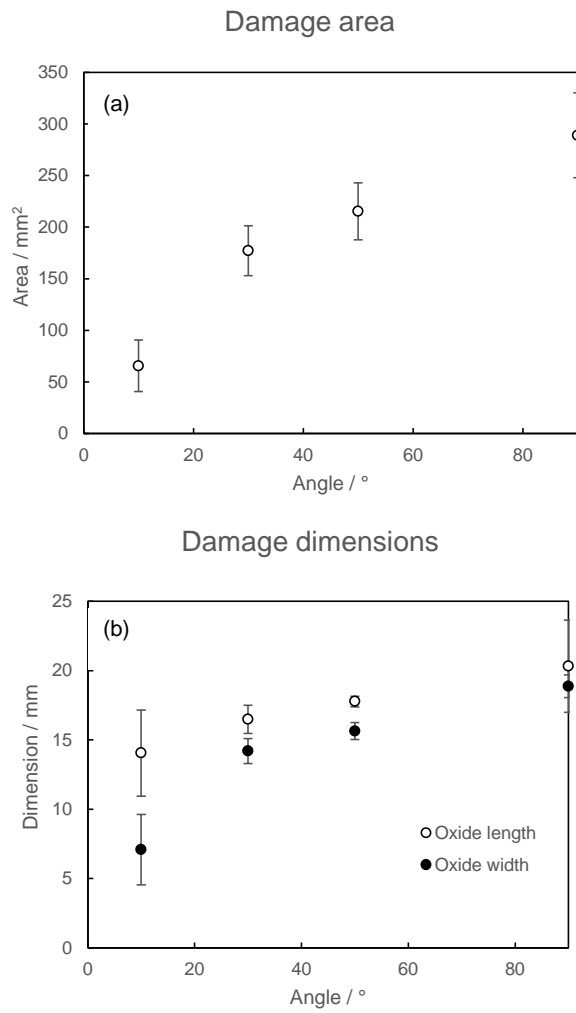 Damage area
(a)
350
300
250
200
150
100
50
0
Area / mm²
0 20 40 60 80
Angle / °
Damage dimensions
(b)
25
20
15
10
5
0
Dimension / mm
Oxide length
Oxide width
0 20 40 60 80
Angle / °